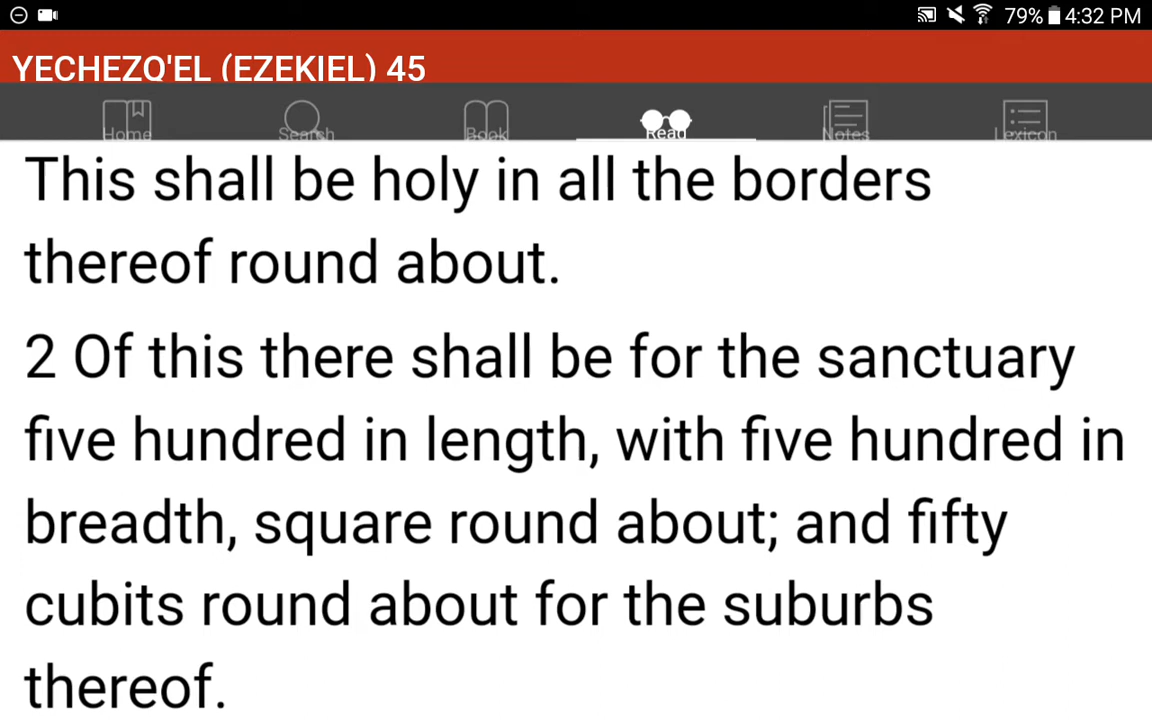 79% 4:32 PM
YECHEZQ'EL (EZEKIEL) 45
Home Search Book Read Notes Lexicon
This shall be holy in all the borders
thereof round about.
2 Of this there shall be for the sanctuary
five hundred in length, with five hundred in
breadth, square round about; and fifty
cubits round about for the suburbs
thereof.